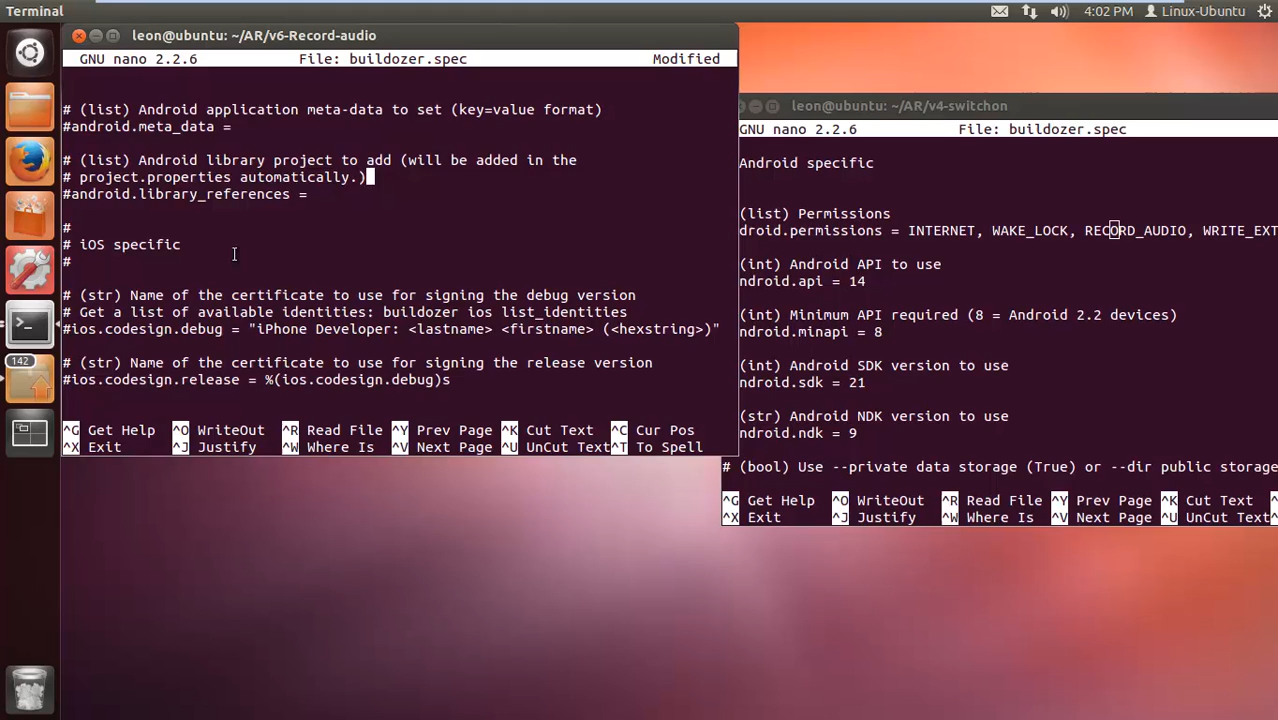 Terminal
4:02 PM
Linux-Ubuntu
leon@ubuntu: ~/AR/v6-Record-audio
GNU nano 2.2.6 File: buildozer.spec Modified
# (list) Android application meta-data to set (key=value format)
#android.meta_data =
# (list) Android library project to add (will be added in the
# project.properties automatically.)
#android.library_references =
#
# iOS specific
#
# (str) Name of the certificate to use for signing the debug version
# Get a list of available identities: buildozer ios list_identities
#ios.codesign.debug = "iPhone Developer: <lastname> <firstname> (<hexstring>)"
# (str) Name of the certificate to use for signing the release version
#ios.codesign.release = %(ios.codesign.debug)s
^G Get Help ^O WriteOut ^R Read File ^Y Prev Page ^K Cut Text ^C Cur Pos
^X Exit ^J Justify ^W Where Is ^V Next Page ^U UnCut Text ^T To Spell
142
leon@ubuntu: ~/AR/v4-switchon
GNU nano 2.2.6 File: buildozer.spec
Android specific
(list) Permissions
droid.permissions = INTERNET, WAKE_LOCK, RECORD_AUDIO, WRITE_EXT
(int) Android API to use
ndroid.api = 14
(int) Minimum API required (8 = Android 2.2 devices)
ndroid.minapi = 8
(int) Android SDK version to use
ndroid.sdk = 21
(str) Android NDK version to use
ndroid.ndk = 9
# (bool) Use --private data storage (True) or --dir public storage
^G Get Help ^O WriteOut ^R Read File ^Y Prev Page ^K Cut Text ^
^X Exit ^J Justify ^W Where Is ^V Next Page ^U UnCut Text ^